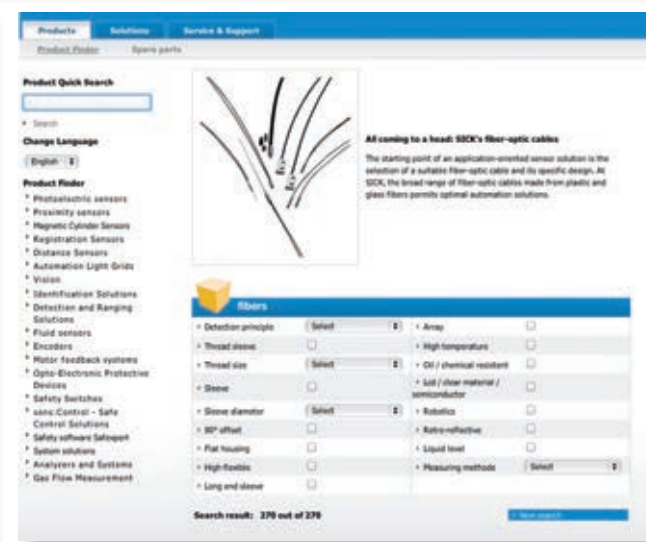 Products Solutions Service & Support
Product Finder Spare parts
Product Quick Search
Search
Change Language
English
Product Finder
Photoelectric sensors
Proximity sensors
Magnetic Cylinder Sensors
Registration Sensors
Distance Sensors
Automation Light Grids
Vision
Identification Solutions
Detection and Ranging
Solutions
Fluid sensors
Encoders
Motor feedback systems
Opto-Electronic Protective
Devices
Safety Switches
sens:Control - Safe
Control Solutions
Safety software Safexpert
System solutions
Analyzers and Systems
Gas Flow Measurement
All coming to a head: SICK's fiber-optic cables
The starting point of an application-oriented sensor solution is the
selection of a suitable fiber-optic cable and its specific design. At
SICK, the broad range of fiber-optic cables made from plastic and
glass fibers permits optimal automation solutions.
fibers
Detection principle Select Array
Thread sleeve High temperature
Thread size Select Oil / chemical resistent
Sleeve Lid / clear material /
semiconductor
Sleeve diameter Select Robotics
90° offset Retro-reflective
Flat housing Liquid level
High flexible Measuring methode Select
Long end sleeve
Search result: 270 out of 270
New search